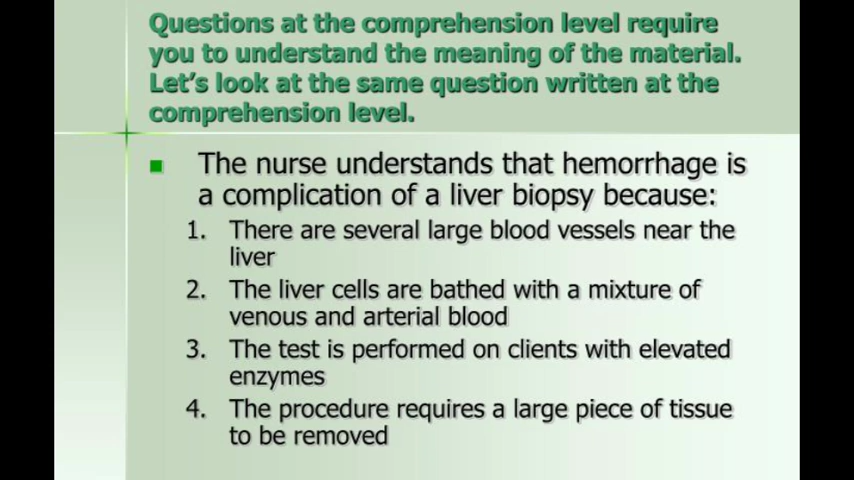 Questions at the comprehension level require
you to understand the meaning of the material.
Let’s look at the same question written at the
comprehension level.
The nurse understands that hemorrhage is
a complication of a liver biopsy because:
1. There are several large blood vessels near the
liver
2. The liver cells are bathed with a mixture of
venous and arterial blood
3. The test is performed on clients with elevated
enzymes
4. The procedure requires a large piece of tissue
to be removed